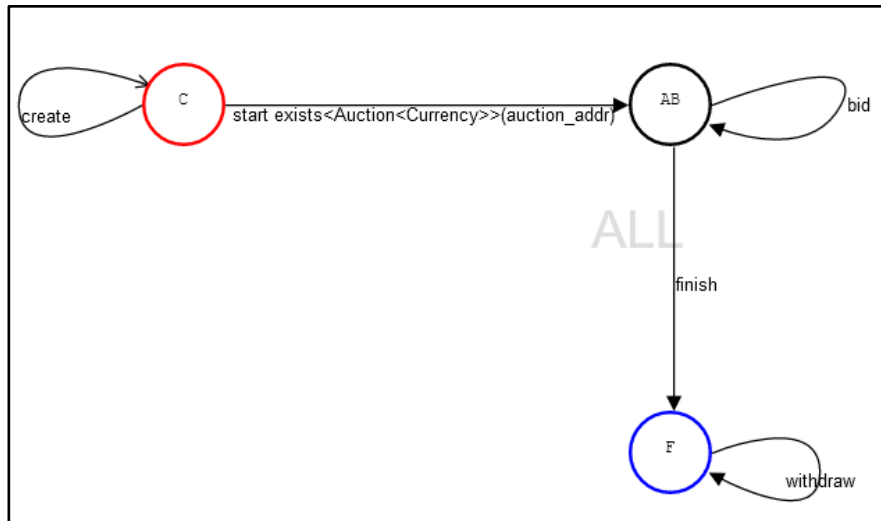 C
AB
create
start exists<Auction<Currency>>(auction_addr)
bid
ALL
finish
F
withdraw